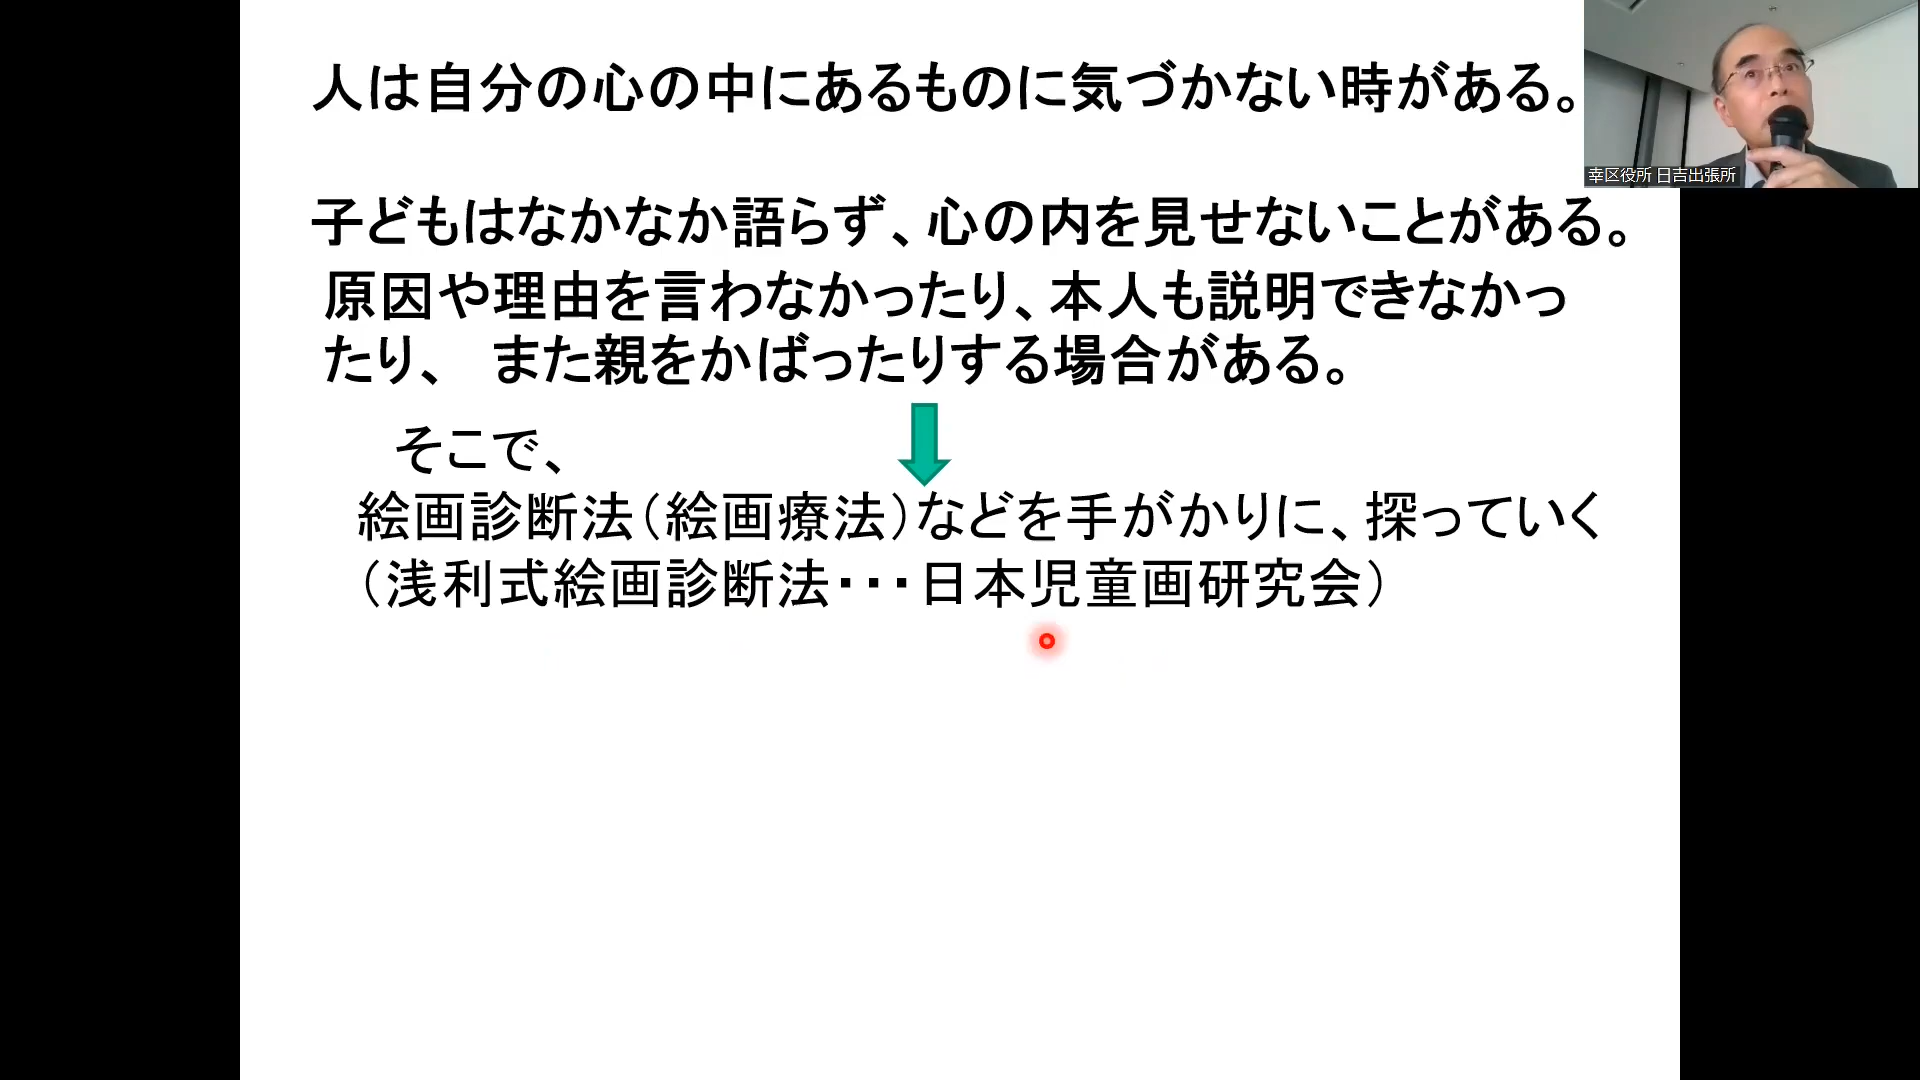 人は自分の心の中にあるものに気づかない時がある。
幸区役所 日吉出張所
子どもはなかなか語らず、心の内を見せないことがある。
原因や理由を言わなかったり、本人も説明できなかっ
たり、　また親をかばったりする場合がある。
そこで、
絵画診断法（絵画療法）などを手がかりに、探っていく
（浅利式絵画診断法・・・日本児童画研究会）